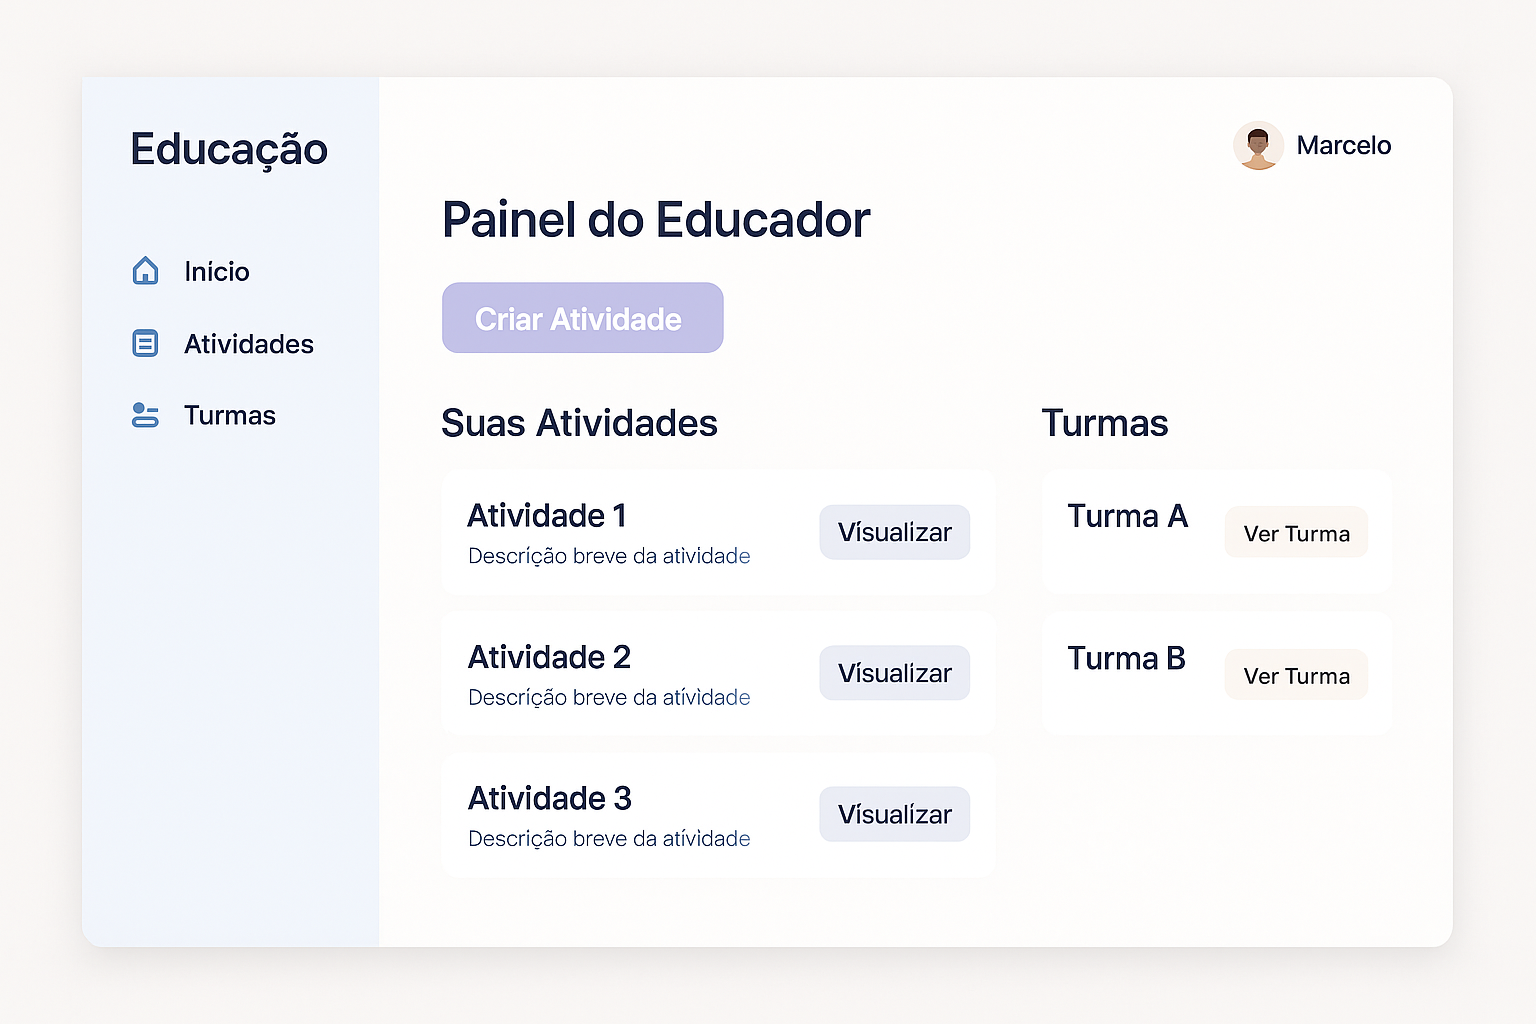 Educação
Início
Atividades
Turmas
Marcelo
Painel do Educador
Criar Atividade
Suas Atividades
Atividade 1
Descrição breve da atividade
Visualizar
Atividade 2
Descrição breve da atividade
Visualizar
Atividade 3
Descrição breve da atividade
Visualizar
Turmas
Turma A
Ver Turma
Turma B
Ver Turma